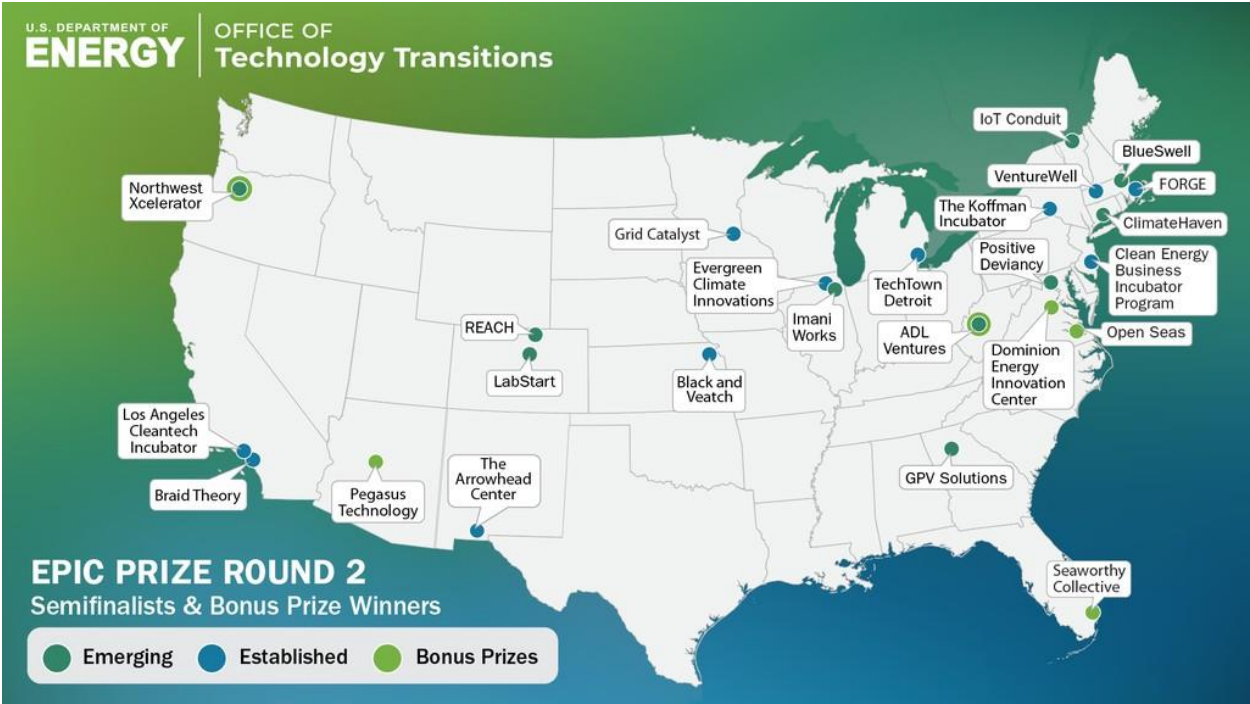 U.S. DEPARTMENT OF
ENERGY
OFFICE OF
Technology Transitions
IoT Conduit
BlueSwell
VentureWell
FORGE
Northwest
Xcelerator
The Koffman
Incubator
ClimateHaven
Grid Catalyst
Positive
Deviancy
Clean Energy
Business
Incubator
Program
Evergreen
Climate
Innovations
TechTown
Detroit
Imani
Works
ADL
Ventures
Open Seas
REACH
LabStart
Black and
Veatch
Dominion
Energy
Innovation
Center
Los Angeles
Cleantech
Incubator
Braid Theory
Pegasus
Technology
The
Arrowhead
Center
GPV Solutions
Seaworthy
Collective
EPIC PRIZE ROUND 2
Semifinalists & Bonus Prize Winners
Emerging
Established
Bonus Prizes